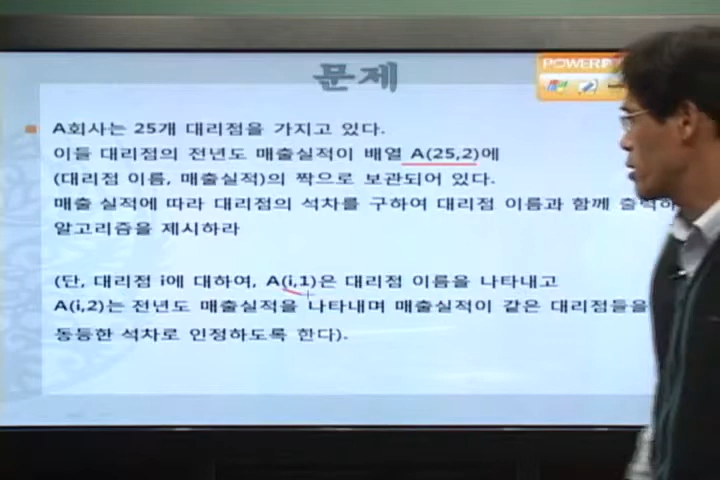 문제
POWERP
A회사는 25개 대리점을 가지고 있다.
이들 대리점의 전년도 매출실적이 배열 A(25,2)에
(대리점 이름, 매출실적)의 짝으로 보관되어 있다.
매출 실적에 따라 대리점의 석차를 구하여 대리점 이름과 함께 출력하
알고리즘을 제시하라
(단, 대리점 i에 대하여, A(i,1)은 대리점 이름을 나타내고
A(i,2)는 전년도 매출실적을 나타내며 매출실적이 같은 대리점들을
동등한 석차로 인정하도록 한다).